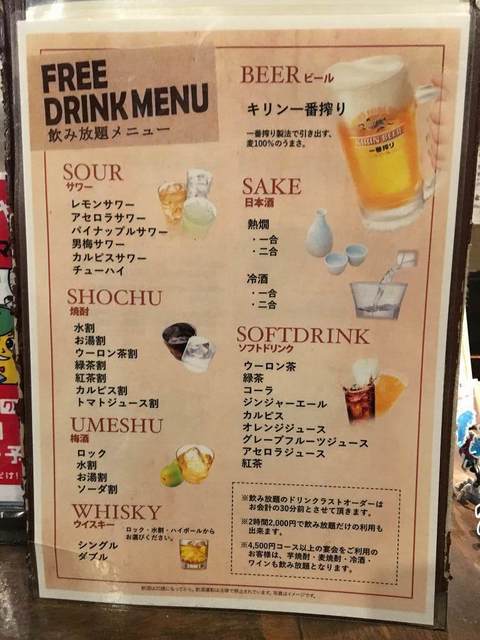 FREE
DRINK MENU
飲み放題メニュー
SOUR
サワー
レモンサワー
アセロラサワー
パイナップルサワー
男梅サワー
カルピスサワー
チューハイ
SHOCHU
焼酎
水割
お湯割
ウーロン茶割
緑茶割
紅茶割
カルピス割
トマトジュース割
UMESHU
梅酒
ロック
水割
お湯割
ソーダ割
WHISKY
ウイスキー
ロック・水割・ハイボールから
お選びください。
シングル
ダブル
BEER ビール
キリン一番搾り
一番搾り製法で引き出す、
麦100%のうまさ。
KIRIN BEER
一番搾り
SAKE
日本酒
熱燗
・一合
・二合
冷酒
・一合
・二合
SOFTDRINK
ソフトドリンク
ウーロン茶
緑茶
コーラ
ジンジャーエール
カルピス
オレンジジュース
グレープフルーツジュース
アセロラジュース
紅茶
※飲み放題のドリンクラストオーダーは
お会計の30分前とさせて頂きます。
※2時間2,000円で飲み放題だけの利用も
出来ます。
※4,500円コース以上の宴会をご利用の
お客様は、芋焼酎・麦焼酎・冷酒・
ワインも飲み放題となります。